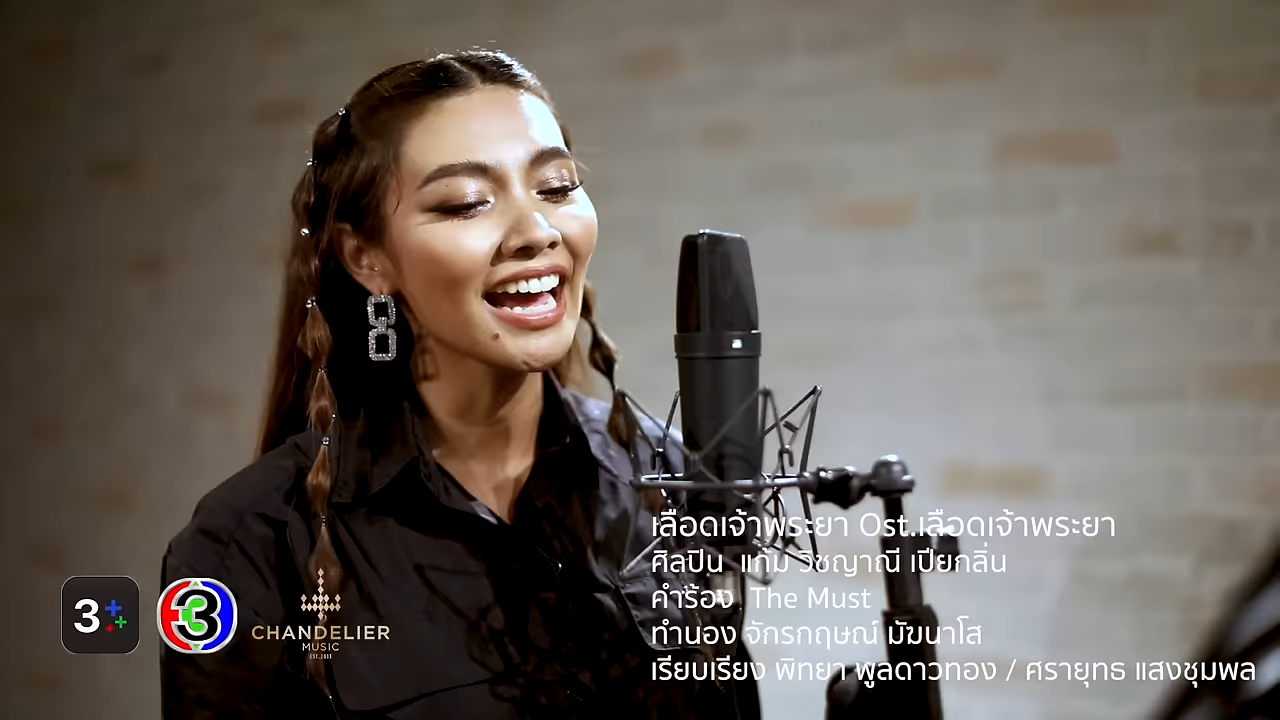 เลือดเจ้าพระยา Ost.เลือดเจ้าพระยา
ศิลปิน แก้ม วิชญาณี เปียกลิ่น
คำร้อง The Must
ทำนอง จักรกฤษณ์ มัฆนาโส
เรียบเรียง พิทยา พูลดาวทอง / ศรายุทธ แสงชุมพล
3
3
CHANDELIER
MUSIC